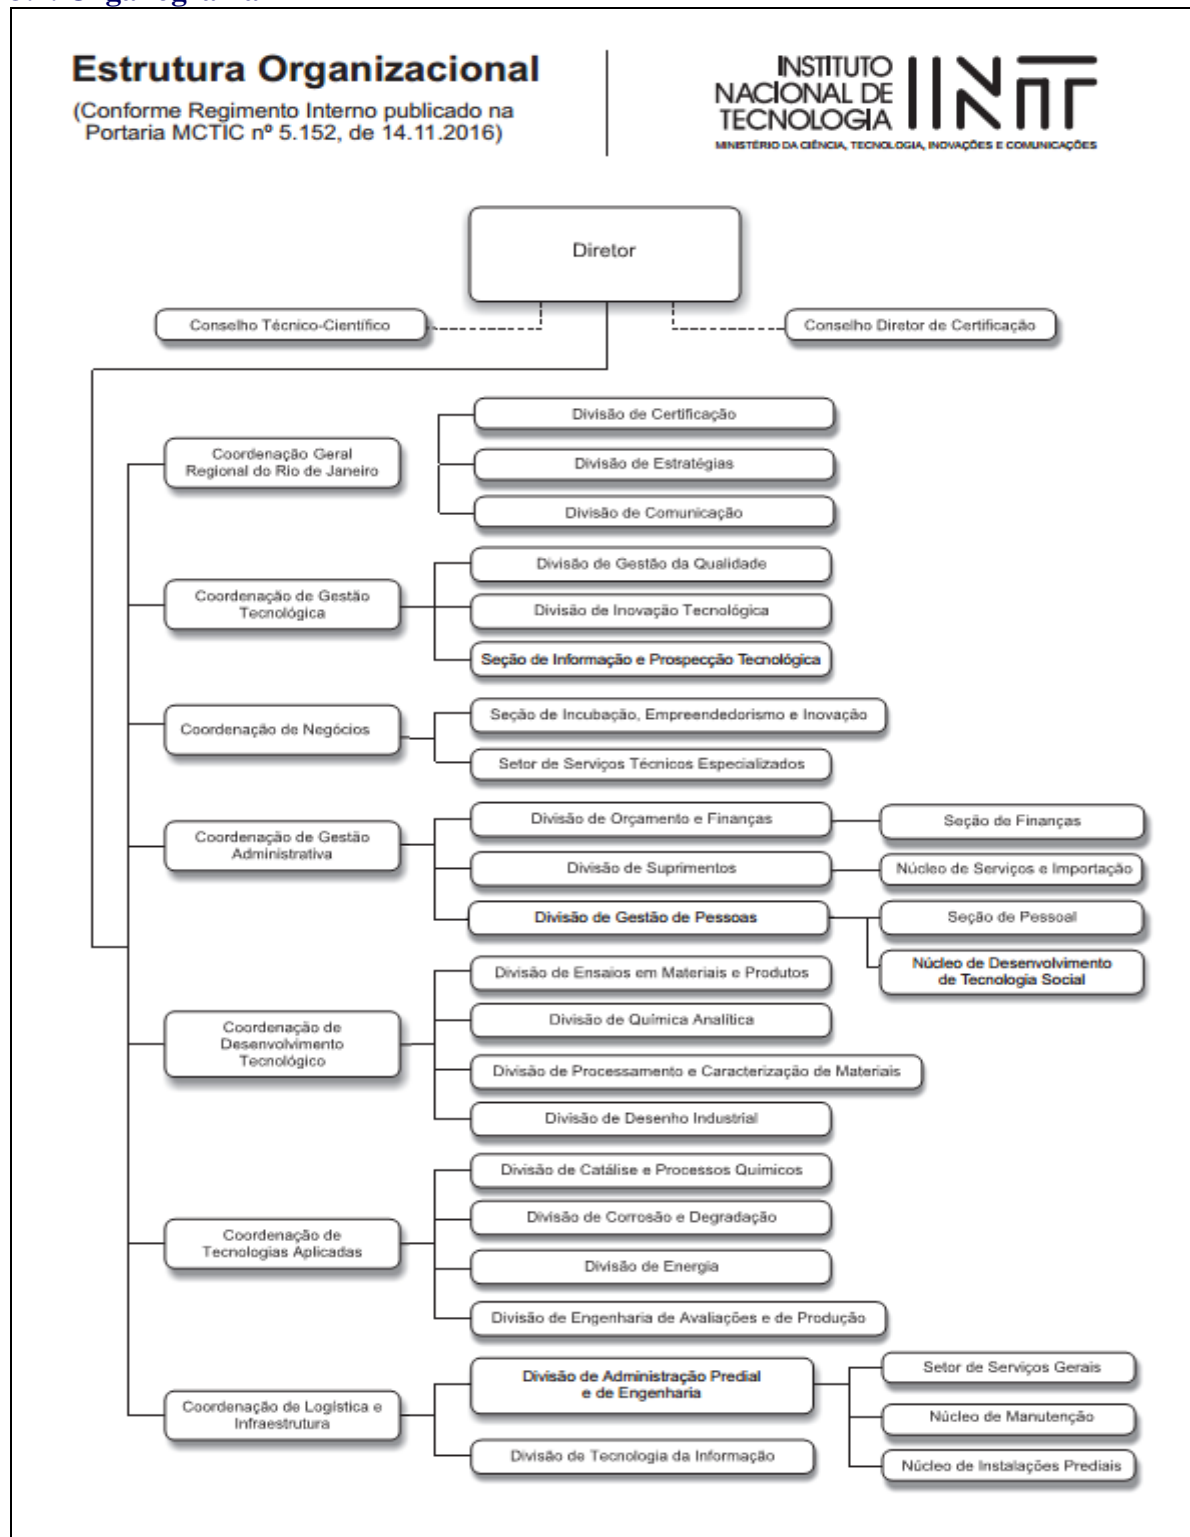 Estrutura Organizacional
(Conforme Regimento Interno publicado na
Portaria MCTIC nº 5.152, de 14.11.2016)
INSTITUTO
NACIONAL DE
TECNOLOGIA
INT
MINISTÉRIO DA CIÊNCIA, TECNOLOGIA, INOVAÇÕES E COMUNICAÇÕES
Diretor
Conselho Técnico-Científico
Conselho Diretor de Certificação
Coordenação Geral
Regional do Rio de Janeiro
Divisão de Certificação
Divisão de Estratégias
Divisão de Comunicação
Coordenação de Gestão
Tecnológica
Divisão de Gestão da Qualidade
Divisão de Inovação Tecnológica
Seção de Informação e Prospecção Tecnológica
Coordenação de Negócios
Seção de Incubação, Empreendedorismo e Inovação
Setor de Serviços Técnicos Especializados
Coordenação de Gestão
Administrativa
Divisão de Orçamento e Finanças
Seção de Finanças
Divisão de Suprimentos
Núcleo de Serviços e Importação
Divisão de Gestão de Pessoas
Seção de Pessoal
Núcleo de Desenvolvimento
de Tecnologia Social
Coordenação de
Desenvolvimento
Tecnológico
Divisão de Ensaios em Materiais e Produtos
Divisão de Química Analítica
Divisão de Processamento e Caracterização de Materiais
Divisão de Desenho Industrial
Coordenação de
Tecnologias Aplicadas
Divisão de Catálise e Processos Químicos
Divisão de Corrosão e Degradação
Divisão de Energia
Divisão de Engenharia de Avaliações e de Produção
Coordenação de Logística e
Infraestrutura
Divisão de Administração Predial
e de Engenharia
Setor de Serviços Gerais
Núcleo de Manutenção
Núcleo de Instalações Prediais
Divisão de Tecnologia da Informação